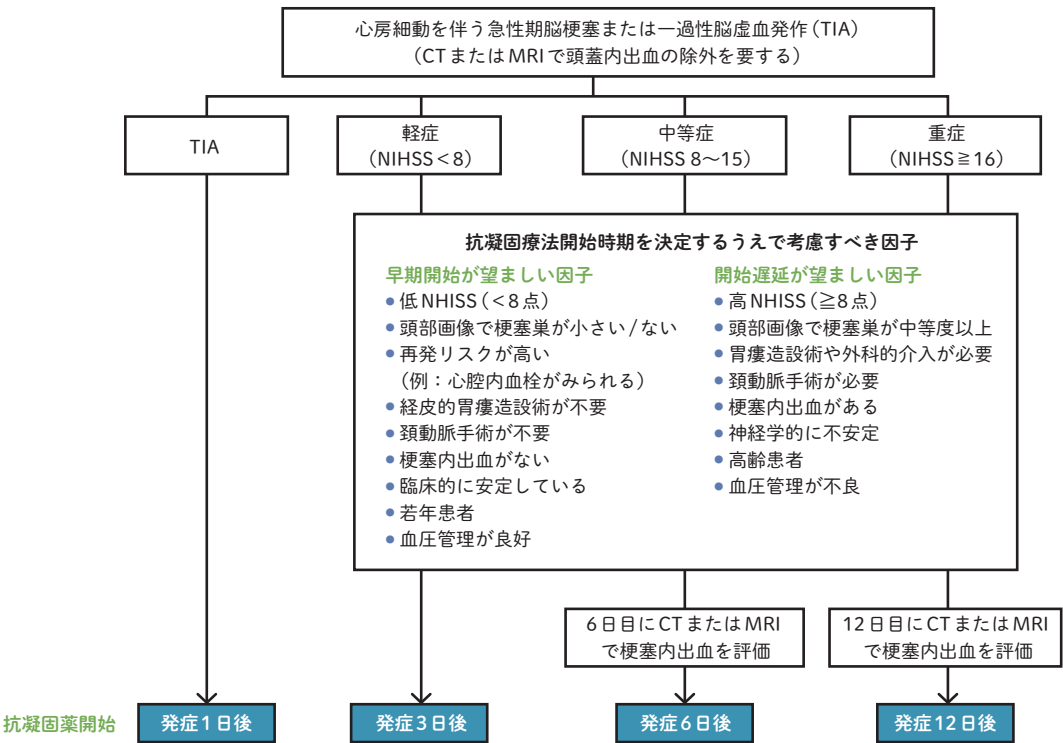 心房細動を伴う急性期脳梗塞または一過性脳虚血発作（TIA）
（CTまたはMRIで頭蓋内出血の除外を要する）
TIA
軽症
（NIHSS＜8）
中等症
（NIHSS 8～15）
重症
（NIHSS≧16）
抗凝固療法開始時期を決定するうえで考慮すべき因子
早期開始が望ましい因子
●低NHISS（＜8点）
●頭部画像で梗塞巣が小さい/ない
●再発リスクが高い
（例：心腔内血栓がみられる）
●経皮的胃瘻造設術が不要
●頚動脈手術が不要
●梗塞内出血がない
●臨床的に安定している
●若年患者
●血圧管理が良好
開始遅延が望ましい因子
●高NHISS（≧8点）
●頭部画像で梗塞巣が中等度以上
●胃瘻造設術や外科的介入が必要
●頚動脈手術が必要
●梗塞内出血がある
●神経学的に不安定
●高齢患者
●血圧管理が不良
6日目にCTまたはMRI
で梗塞内出血を評価
12日目にCTまたはMRI
で梗塞内出血を評価
抗凝固薬開始
発症1日後
発症3日後
発症6日後
発症12日後